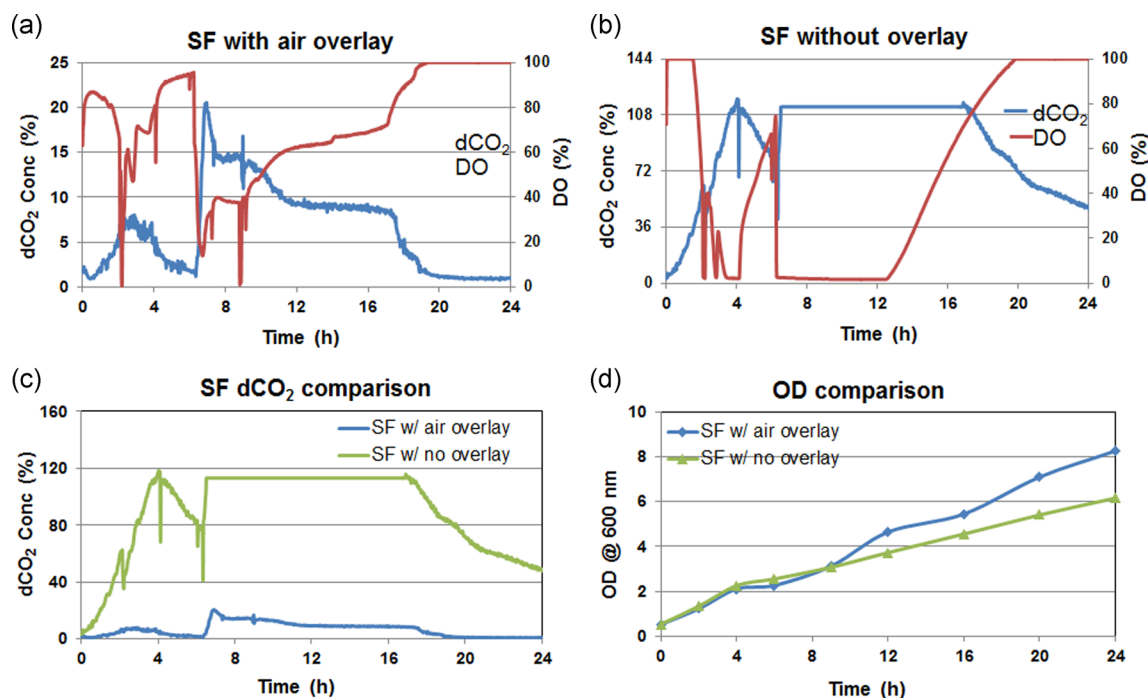 (a)
SF with air overlay
25
20
15
10
5
0
dCO₂ Conc (%)
100
80
60
40
20
0
DO (%)
dCO₂
DO
0 4 8 12 16 20 24
Time (h)
(b)
SF without overlay
144
108
72
36
0
dCO₂ Conc (%)
100
80
60
40
20
0
DO (%)
dCO₂
DO
0 4 8 12 16 20 24
Time (h)
(c)
SF dCO₂ comparison
160
120
80
40
0
dCO₂ Conc (%)
SF w/ air overlay
SF w/ no overlay
0 4 8 12 16 20 24
Time (h)
(d)
OD comparison
10
8
6
4
2
0
OD @ 600 nm
SF w/ air overlay
SF w/ no overlay
0 4 8 12 16 20 24
Time (h)